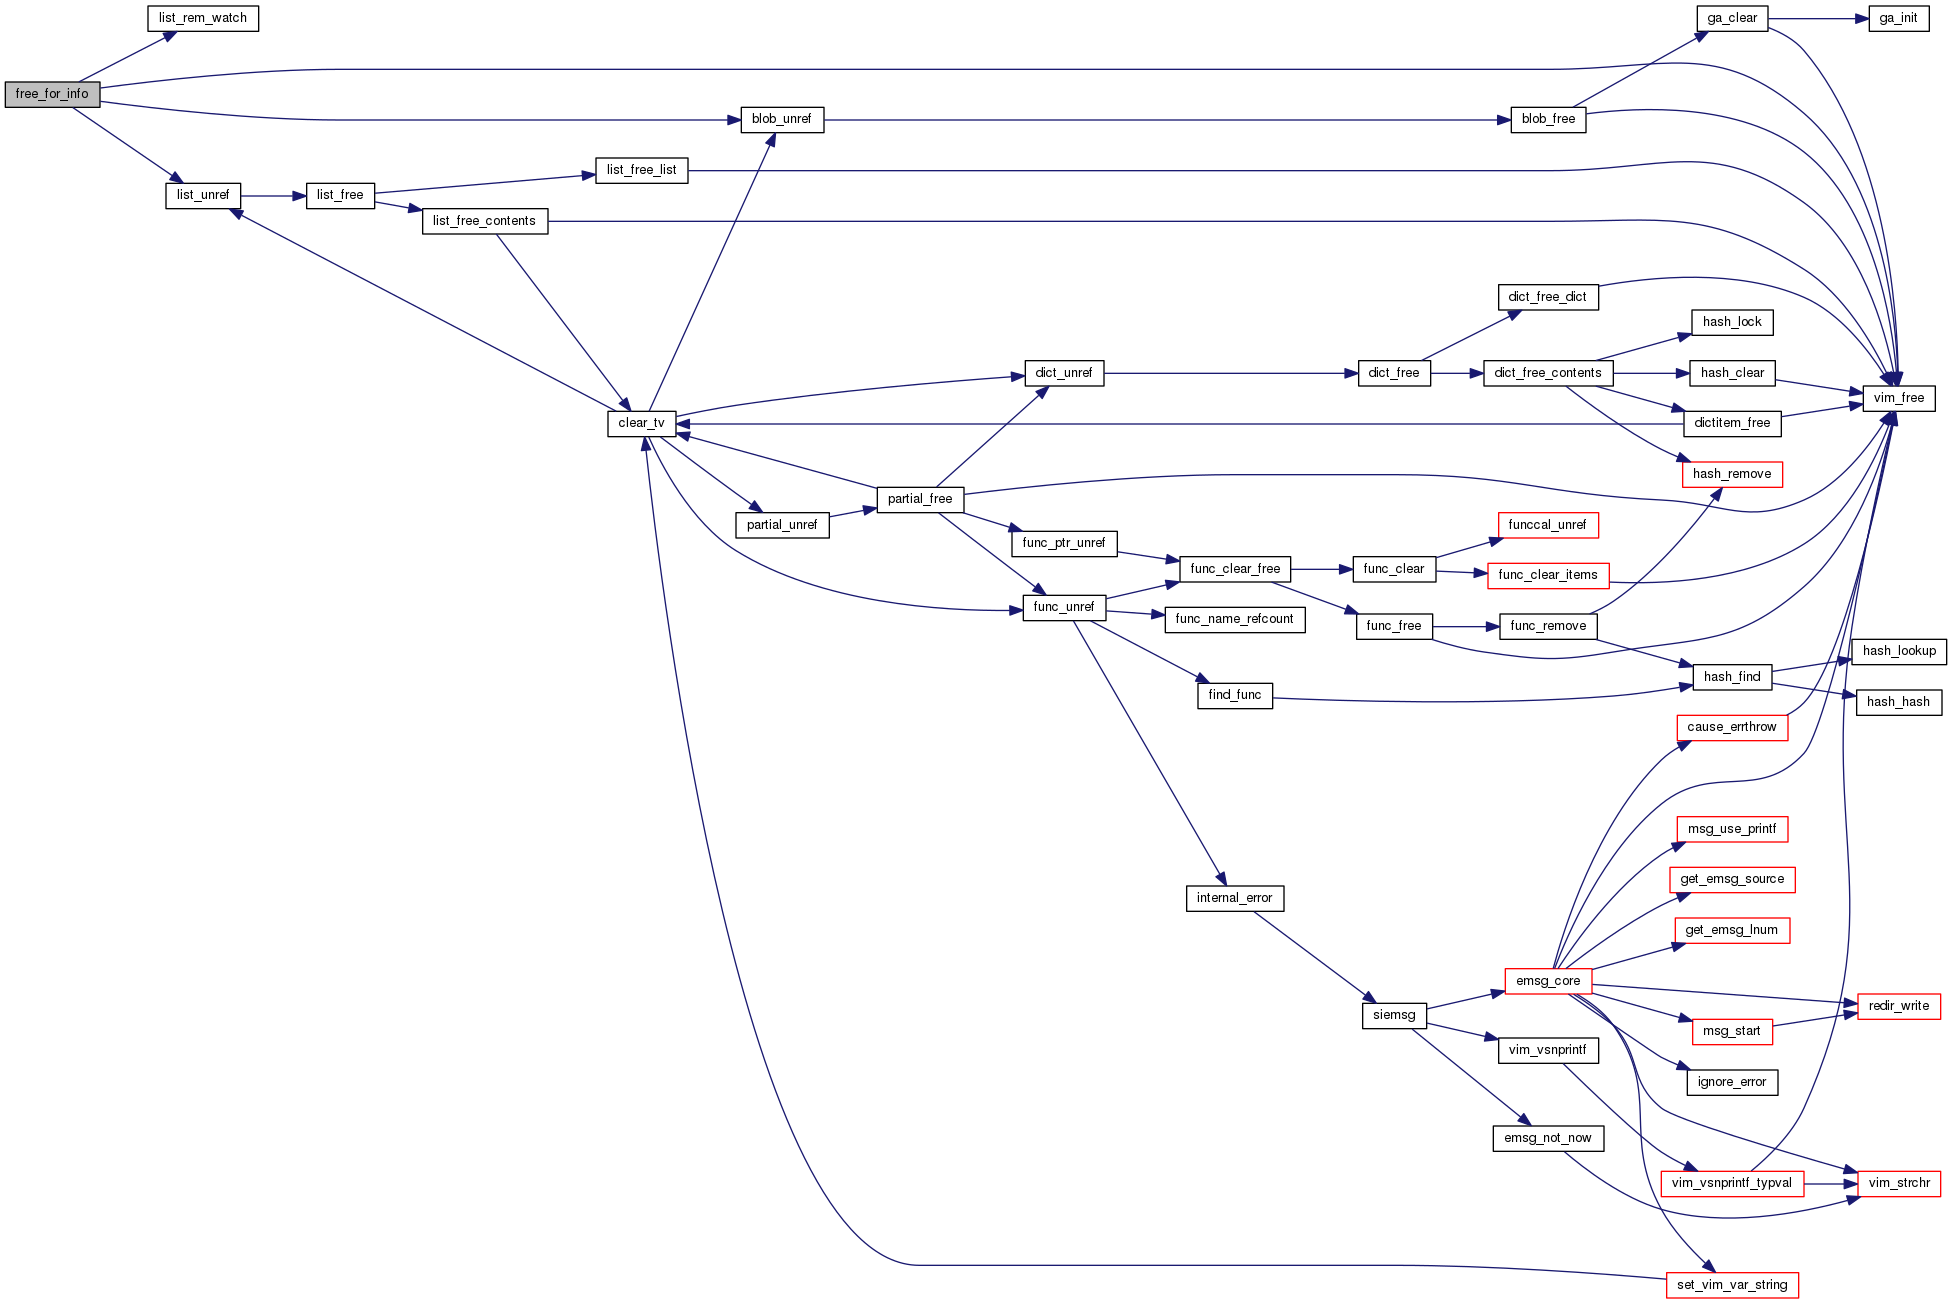 list_rem_watch
ga_clear
ga_init
free_for_info
blob_unref
blob_free
list_free_list
list_unref
list_free
list_free_contents
dict_free_dict
hash_lock
dict_unref
dict_free
dict_free_contents
hash_clear
vim_free
clear_tv
dictitem_free
hash_remove
partial_free
partial_unref
funccal_unref
func_ptr_unref
func_clear_free
func_clear
func_clear_items
func_unref
func_name_refcount
func_free
func_remove
hash_lookup
hash_find
find_func
hash_hash
cause_errthrow
msg_use_printf
get_emsg_source
internal_error
get_emsg_lnum
emsg_core
redir_write
siemsg
msg_start
vim_vsnprintf
ignore_error
emsg_not_now
vim_vsnprintf_typval
vim_strchr
set_vim_var_string